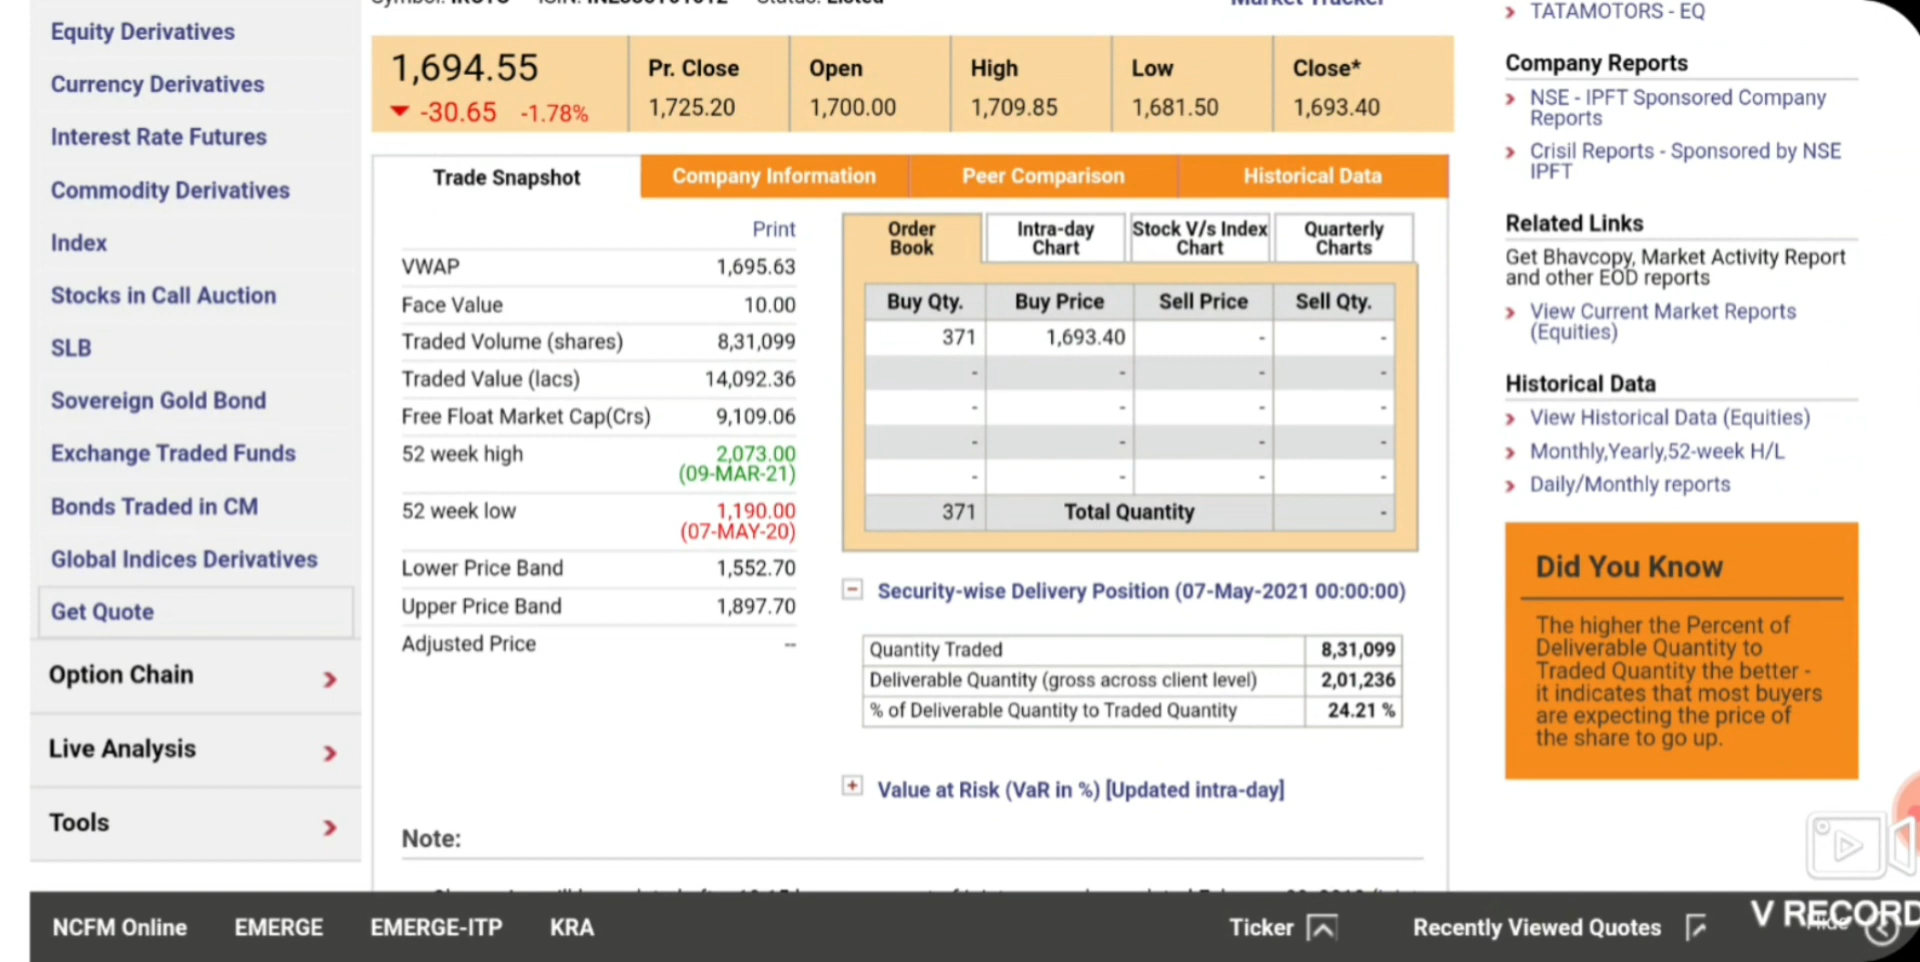 Equity Derivatives
Currency Derivatives
Interest Rate Futures
Commodity Derivatives
Index
Stocks in Call Auction
SLB
Sovereign Gold Bond
Exchange Traded Funds
Bonds Traded in CM
Global Indices Derivatives
Get Quote
Option Chain
Live Analysis
Tools
Market Tracker
1,694.55
-30.65 -1.78%
Pr. Close
1,725.20
Open
1,700.00
High
1,709.85
Low
1,681.50
Close*
1,693.40
Trade Snapshot
Company Information
Peer Comparison
Historical Data
Print
VWAP 1,695.63
Face Value 10.00
Traded Volume (shares) 8,31,099
Traded Value (lacs) 14,092.36
Free Float Market Cap(Crs) 9,109.06
52 week high 2,073.00
(09-MAR-21)
52 week low 1,190.00
(07-MAY-20)
Lower Price Band 1,552.70
Upper Price Band 1,897.70
Adjusted Price --
Order
Book
Intra-day
Chart
Stock V/s Index
Chart
Quarterly
Charts
Buy Qty. Buy Price Sell Price Sell Qty.
371 1,693.40 - -
- - - -
- - - -
- - - -
- - - -
371 Total Quantity -
Security-wise Delivery Position (07-May-2021 00:00:00)
Quantity Traded 8,31,099
Deliverable Quantity (gross across client level) 2,01,236
% of Deliverable Quantity to Traded Quantity 24.21 %
Value at Risk (VaR in %) [Updated intra-day]
Note:
TATAMOTORS - EQ
Company Reports
NSE - IPFT Sponsored Company
Reports
Crisil Reports - Sponsored by NSE
IPFT
Related Links
Get Bhavcopy, Market Activity Report
and other EOD reports
View Current Market Reports
(Equities)
Historical Data
View Historical Data (Equities)
Monthly,Yearly,52-week H/L
Daily/Monthly reports
Did You Know
The higher the Percent of
Deliverable Quantity to
Traded Quantity the better -
it indicates that most buyers
are expecting the price of
the share to go up.
NCFM Online
EMERGE
EMERGE-ITP
KRA
Ticker
Recently Viewed Quotes
Hide
V RECORD